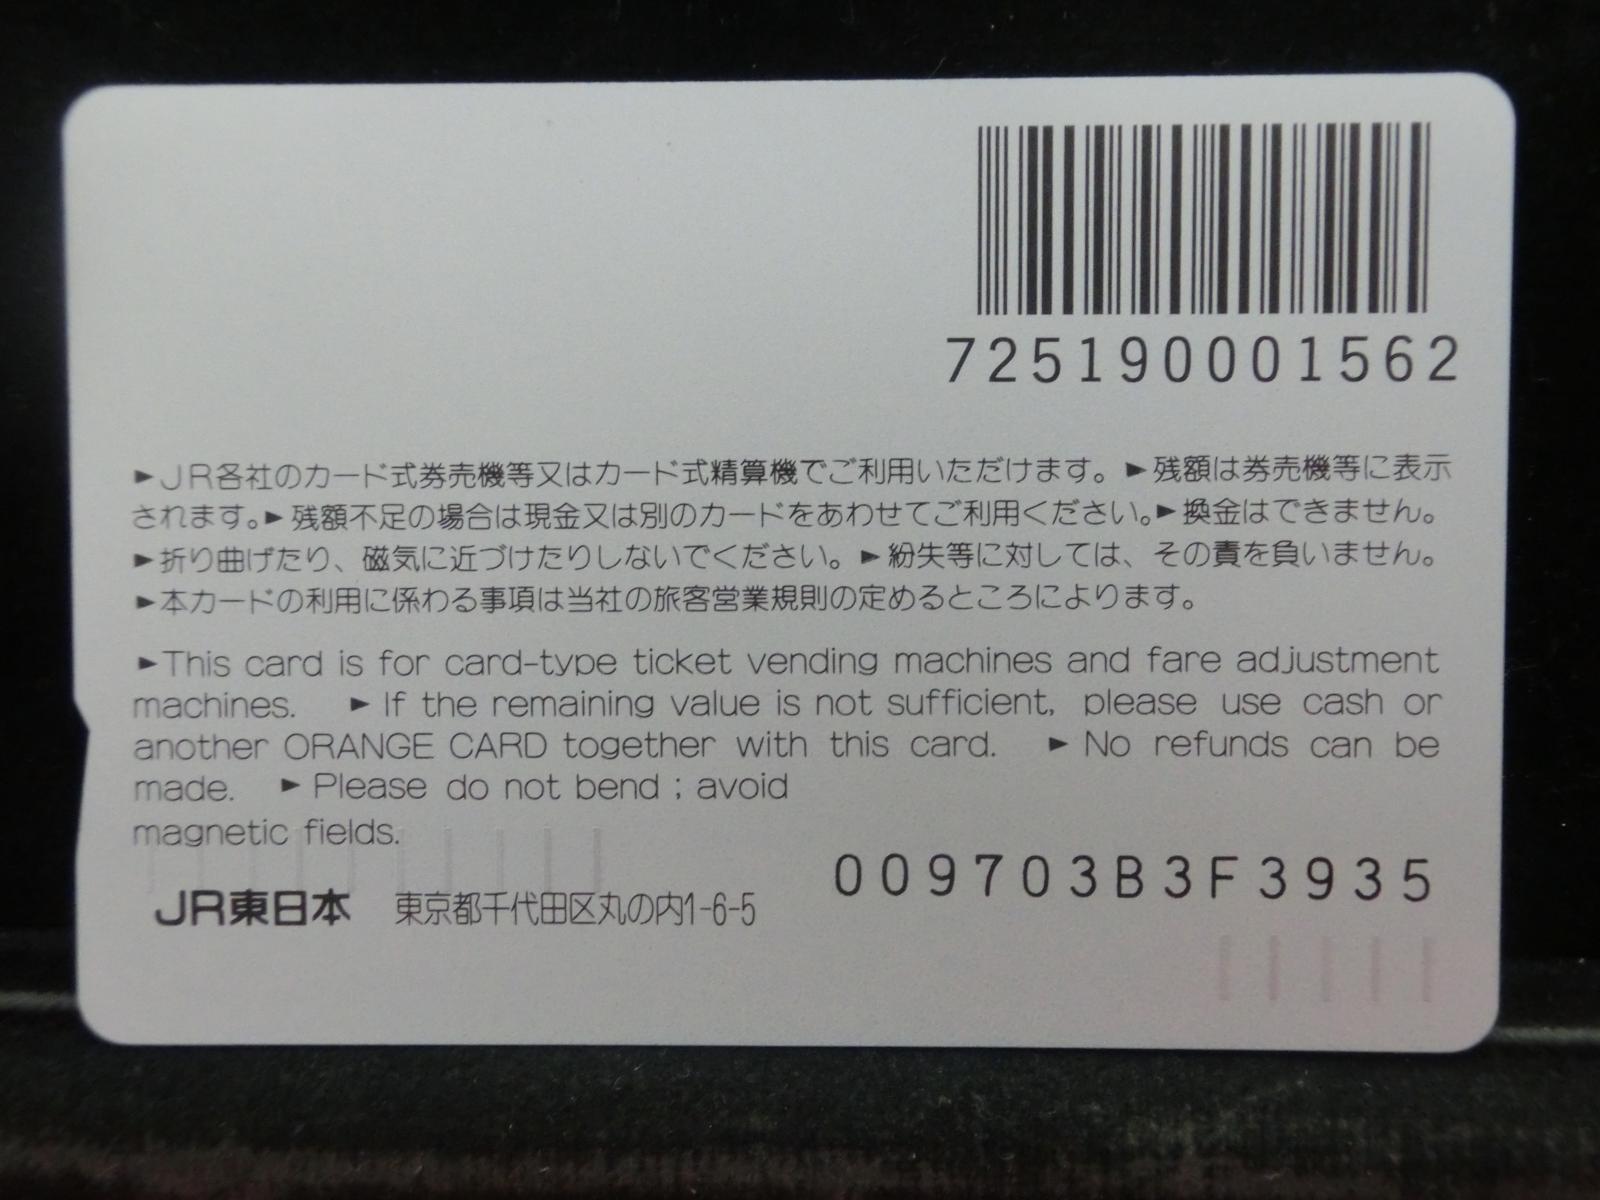 725190001562
►JR各社のカード式券売機等又はカード式精算機でご利用いただけます。►残額は券売機等に表示
されます。►残額不足の場合は現金又は別のカードをあわせてご利用ください。►換金はできません。
►折り曲げたり、磁気に近づけたりしないでください。►紛失等に対しては、その責を負いません。
►本カードの利用に係わる事項は当社の旅客営業規則の定めるところによります。
►This card is for card-type ticket vending machines and fare adjustment
machines. ►If the remaining value is not sufficient, please use cash or
another ORANGE CARD together with this card. ►No refunds can be
made. ►Please do not bend ; avoid
magnetic fields.
009703B3F3935
JR東日本 東京都千代田区丸の内1-6-5